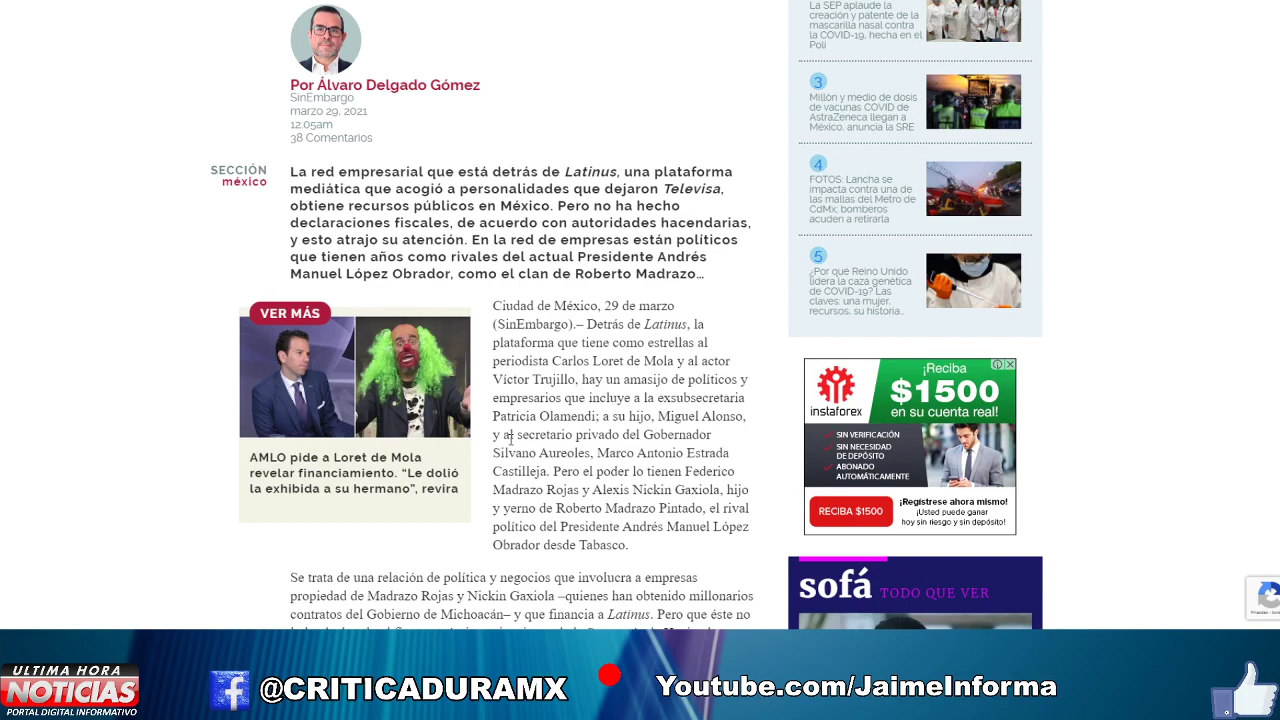 Por Álvaro Delgado Gómez
SinEmbargo
marzo 29, 2021
12:05am
38 Comentarios
SECCIÓN
méxico
La red empresarial que está detrás de Latinus, una plataforma
mediática que acogió a personalidades que dejaron Televisa,
obtiene recursos públicos en México. Pero no ha hecho
declaraciones fiscales, de acuerdo con autoridades hacendarias,
y esto atrajo su atención. En la red de empresas están políticos
que tienen años como rivales del actual Presidente Andrés
Manuel López Obrador, como el clan de Roberto Madrazo...
VER MÁS
AMLO pide a Loret de Mola
revelar financiamiento. “Le dolió
la exhibida a su hermano”, revira
Ciudad de México, 29 de marzo
(SinEmbargo).– Detrás de Latinus, la
plataforma que tiene como estrellas al
periodista Carlos Loret de Mola y al actor
Víctor Trujillo, hay un amasijo de políticos y
empresarios que incluye a la exsubsecretaria
Patricia Olamendi; a su hijo, Miguel Alonso,
y al secretario privado del Gobernador
Silvano Aureoles, Marco Antonio Estrada
Castilleja. Pero el poder lo tienen Federico
Madrazo Rojas y Alexis Nickin Gaxiola, hijo
y yerno de Roberto Madrazo Pintado, el rival
político del Presidente Andrés Manuel López
Obrador desde Tabasco.
Se trata de una relación de política y negocios que involucra a empresas
propiedad de Madrazo Rojas y Nickin Gaxiola –quienes han obtenido millonarios
contratos del Gobierno de Michoacán– y que financia a Latinus. Pero que éste no
La SEP aplaude la
creación y patente de la
mascarilla nasal contra
la COVID-19, hecha en el
Poli
3
Millón y medio de dosis
de vacunas COVID de
AstraZeneca llegan a
México, anuncia la SRE
4
FOTOS: Lancha se
impacta contra una de
las mallas del Metro de
CdMx; bomberos
acuden a retirarla
5
¿Por qué Reino Unido
lidera la caza genética
de COVID-19? Las
claves: una mujer,
recursos, su historia...
instaforex
¡Reciba
$1500
en su cuenta real!
SIN VERIFICACIÓN
SIN NECESIDAD
DE DEPÓSITO
ABONADO
AUTOMÁTICAMENTE
RECIBA $1500
¡Regístrese ahora mismo!
¡Usted puede ganar
hoy sin riesgo y sin depósito!
sofá TODO QUE VER
ULTIMA HORA
NOTICIAS
PORTAL DIGITAL INFORMATIVO
@CRITICADURAMX
Youtube.com/JaimeInforma